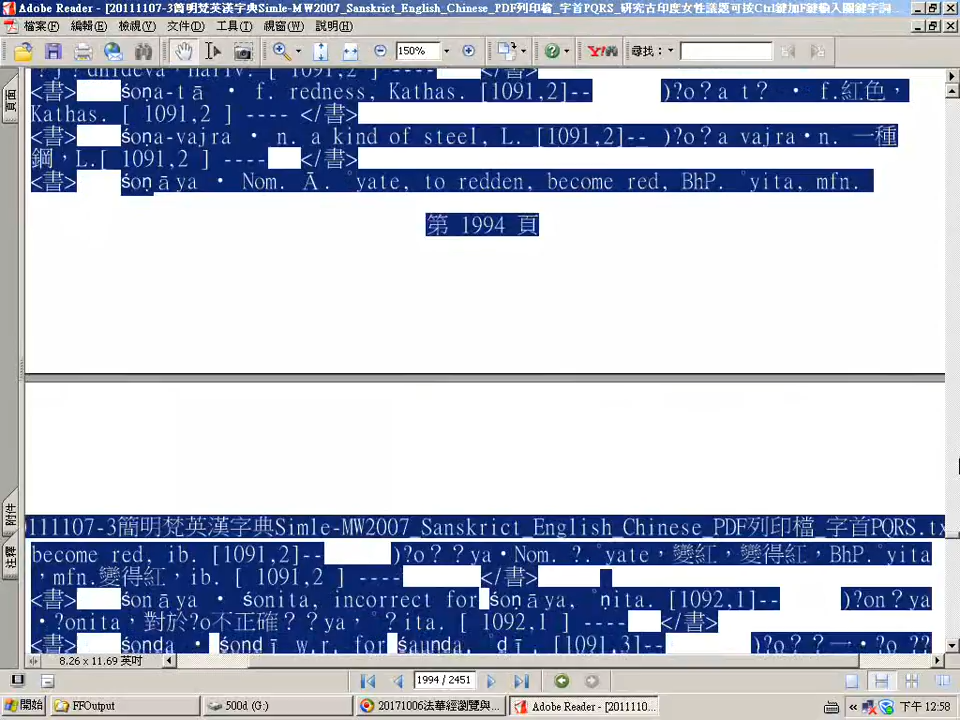 Adobe Reader - [20111107-3簡明梵英漢字典Simle-MW2007_Sanskrict_English_Chinese_PDF列印檔_字首PQRS_研究古印度女性議題可按Ctrl鍵加F鍵輸入關鍵字詞
檔案(F) 編輯(E) 檢視(V) 文件(D) 工具(T) 視窗(W) 說明(H)
150% Y! 尋找：
頁面
<書> śoṇa-tā • f. redness, Kathas. [1091,2]-- )?o?a t? • f.紅色，
Kathas. [ 1091,2 ] ---- </書>
<書> śoṇa-vajra • n. a kind of steel, L. [1091,2]-- )?o?a vajra•n. 一種
鋼，L.[ 1091,2 ] ---- </書>
<書> śoṇāya • Nom. Ā. ˚yate, to redden, become red, BhP. ˚yita, mfn.
第 1994 頁
附件
註釋
111107-3簡明梵英漢字典Simle-MW2007_Sanskrict_English_Chinese_PDF列印檔_字首PQRS.tx
become red, ib. [1091,2]-- )?o??ya•Nom. ?.˚yate，變紅，變得紅，BhP.˚yita
，mfn.變得紅，ib. [ 1091,2 ] ---- </書>
<書> śonāya • śonita, incorrect for śoṇāya, ˚ṇita. [1092,1]-- )?on?ya
•?onita，對於?o不正確??ya，˚?ita. [ 1092,1 ] ---- </書>
8.26 x 11.69 英吋
1994 / 2451
開始 FFOutput 500d (G:) 20171006法華經瀏覽與... Adobe Reader - [2011110... 下午 12:58